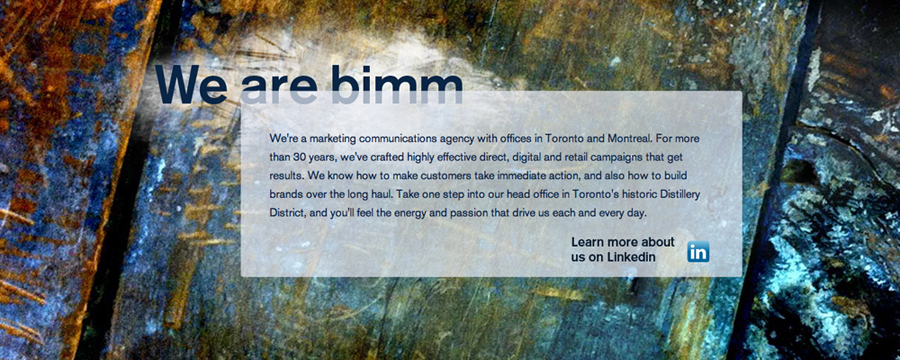 We are bimm
We're a marketing communications agency with offices in Toronto and Montreal. For more
than 30 years, we've crafted highly effective direct, digital and retail campaigns that get
results. We know how to make customers take immediate action, and also how to build
brands over the long haul. Take one step into our head office in Toronto's historic Distillery
District, and you'll feel the energy and passion that drive us each and every day.
Learn more about
us on Linkedin
in